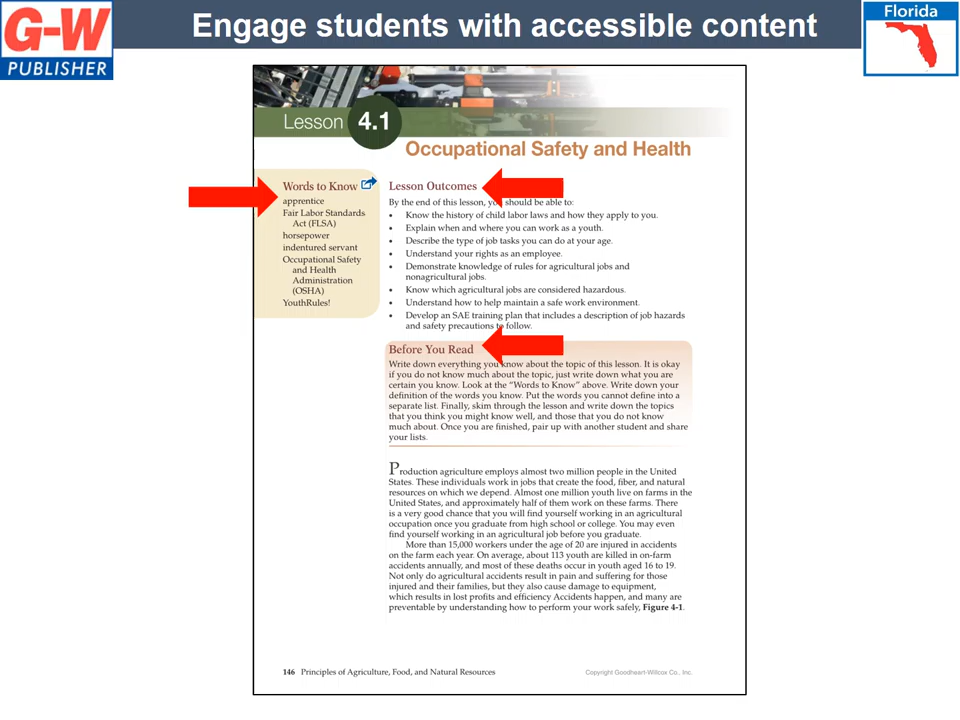 G-W
PUBLISHER
Engage students with accessible content
Florida
Lesson 4.1
Occupational Safety and Health
Words to Know
apprentice
Fair Labor Standards
Act (FLSA)
horsepower
indentured servant
Occupational Safety
and Health
Administration
(OSHA)
YouthRules!
Lesson Outcomes
By the end of this lesson, you should be able to:
• Know the history of child labor laws and how they apply to you.
• Explain when and where you can work as a youth.
• Describe the type of job tasks you can do at your age.
• Understand your rights as an employee.
• Demonstrate knowledge of rules for agricultural jobs and
nonagricultural jobs.
• Know which agricultural jobs are considered hazardous.
• Understand how to help maintain a safe work environment.
• Develop an SAE training plan that includes a description of job hazards
and safety precautions to follow.
Before You Read
Write down everything you know about the topic of this lesson. It is okay
if you do not know much about the topic, just write down what you are
certain you know. Look at the “Words to Know” above. Write down your
definition of the words you know. Put the words you cannot define into a
separate list. Finally, skim through the lesson and write down the topics
that you think you might know well, and those that you do not know
much about. Once you are finished, pair up with another student and share
your lists.
Production agriculture employs almost two million people in the United
States. These individuals work in jobs that create the food, fiber, and natural
resources on which we depend. Almost one million youth live on farms in the
United States, and approximately half of them work on these farms. There
is a very good chance that you will find yourself working in an agricultural
occupation once you graduate from high school or college. You may even
find yourself working in an agricultural job before you graduate.
More than 15,000 workers under the age of 20 are injured in accidents
on the farm each year. On average, about 113 youth are killed in on-farm
accidents annually, and most of these deaths occur in youth aged 16 to 19.
Not only do agricultural accidents result in pain and suffering for those
injured and their families, but they also cause damage to equipment,
which results in lost profits and efficiency Accidents happen, and many are
preventable by understanding how to perform your work safely, Figure 4-1.
146 Principles of Agriculture, Food, and Natural Resources
Copyright Goodheart-Willcox Co., Inc.